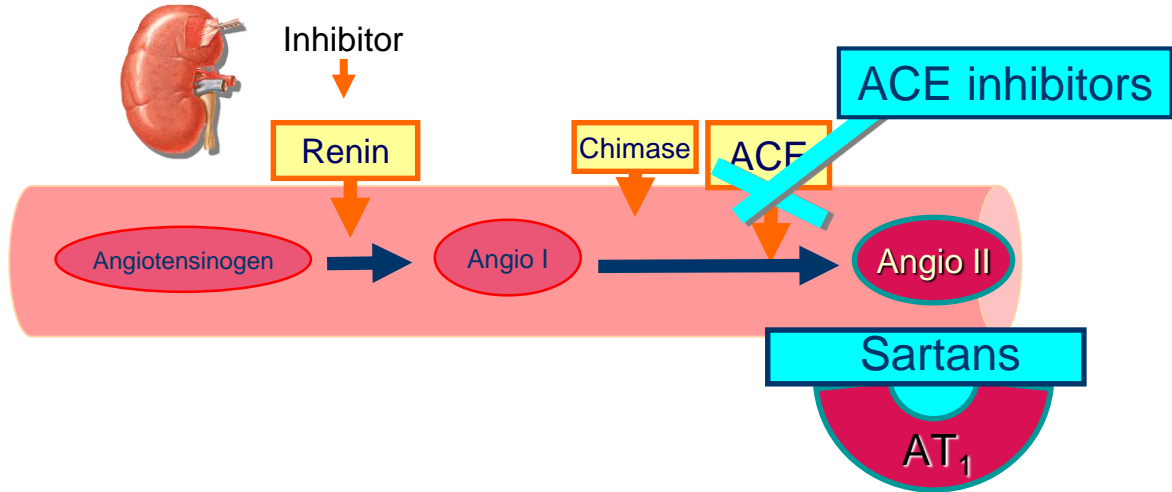 Inhibitor
ACE inhibitors
Renin
Chimase
ACE
Angiotensinogen
Angio I
Angio II
Sartans
AT₁